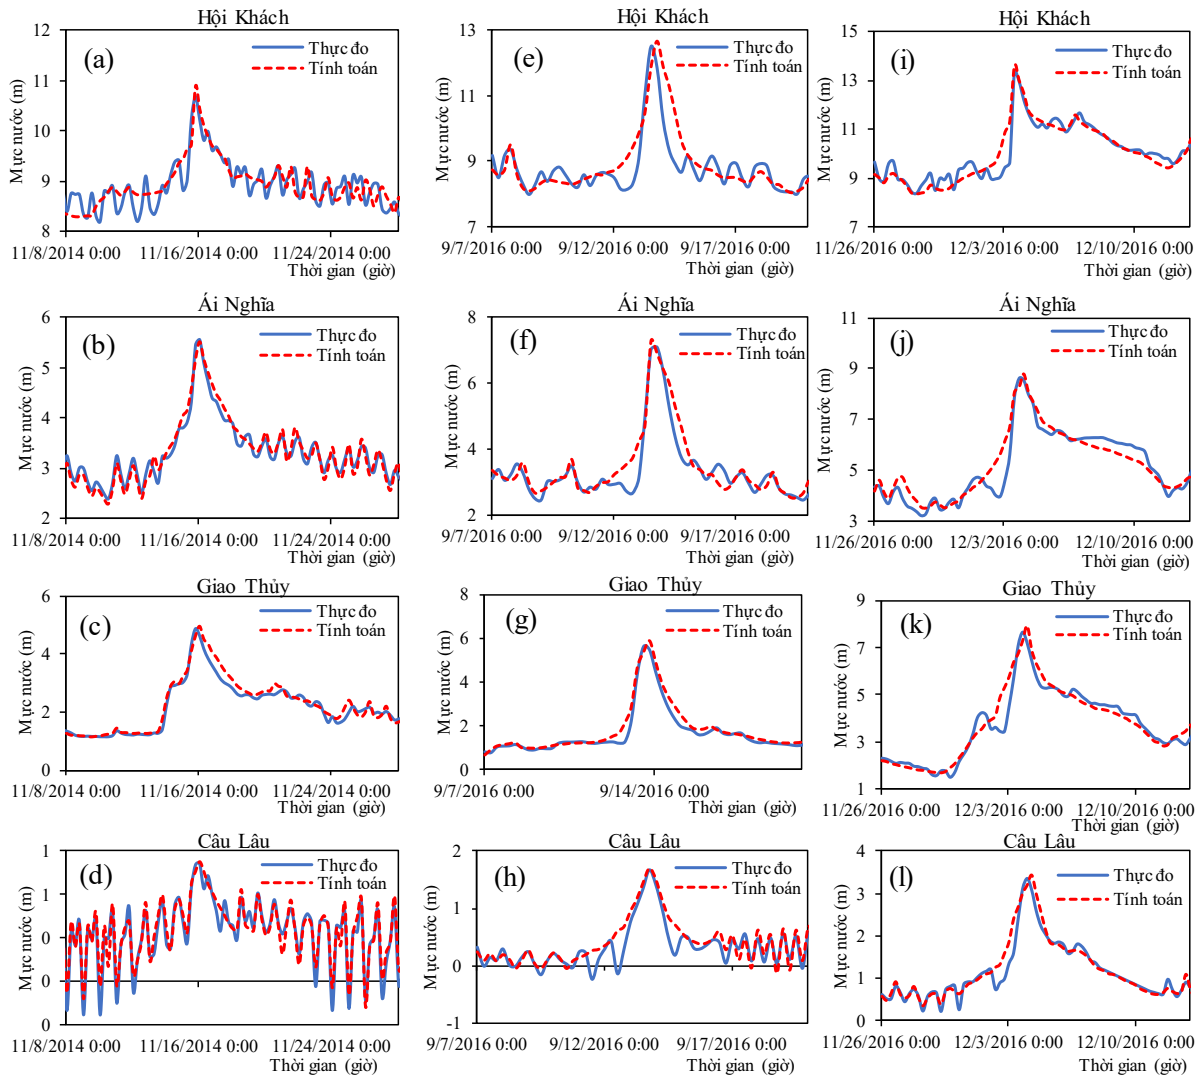 Hội Khách
(a)
Thực đo
Tính toán
Mực nước (m)
12
11
10
9
8
11/8/2014 0:00 11/16/2014 0:00 11/24/2014 0:00
Thời gian (giờ)
Hội Khách
(e)
Thực đo
Tính toán
Mực nước (m)
13
11
9
7
9/7/2016 0:00 9/12/2016 0:00 9/17/2016 0:00
Thời gian (giờ)
Hội Khách
(i)
Thực đo
Tính toán
Mực nước (m)
15
13
11
9
7
11/26/2016 0:00 12/3/2016 0:00 12/10/2016 0:00
Thời gian (giờ)
Ái Nghĩa
(b)
Thực đo
Tính toán
Mực nước (m)
6
5
4
3
2
11/8/2014 0:00 11/16/2014 0:00 11/24/2014 0:00
Thời gian (giờ)
Ái Nghĩa
(f)
Thực đo
Tính toán
Mực nước (m)
8
6
4
2
9/7/2016 0:00 9/12/2016 0:00 9/17/2016 0:00
Thời gian (giờ)
Ái Nghĩa
(j)
Thực đo
Tính toán
Mực nước (m)
11
9
7
5
3
11/26/2016 0:00 12/3/2016 0:00 12/10/2016 0:00
Thời gian (giờ)
Giao Thủy
(c)
Thực đo
Tính toán
Mực nước (m)
6
4
2
0
11/8/2014 0:00 11/16/2014 0:00 11/24/2014 0:00
Thời gian (giờ)
Giao Thủy
(g)
Thực đo
Tính toán
Mực nước (m)
8
6
4
2
0
9/7/2016 0:00 9/14/2016 0:00
Thời gian (giờ)
Giao Thủy
(k)
Thực đo
Tính toán
Mực nước (m)
9
7
5
3
1
11/26/2016 0:00 12/3/2016 0:00 12/10/2016 0:00
Thời gian (giờ)
Câu Lâu
(d)
Thực đo
Tính toán
Mực nước (m)
1
1
0
0
0
11/8/2014 0:00 11/16/2014 0:00 11/24/2014 0:00
Thời gian (giờ)
Câu Lâu
(h)
Thực đo
Tính toán
Mực nước (m)
2
1
0
-1
9/7/2016 0:00 9/12/2016 0:00 9/17/2016 0:00
Thời gian (giờ)
Câu Lâu
(l)
Thực đo
Tính toán
Mực nước (m)
4
3
2
1
0
11/26/2016 0:00 12/3/2016 0:00 12/10/2016 0:00
Thời gian (giờ)